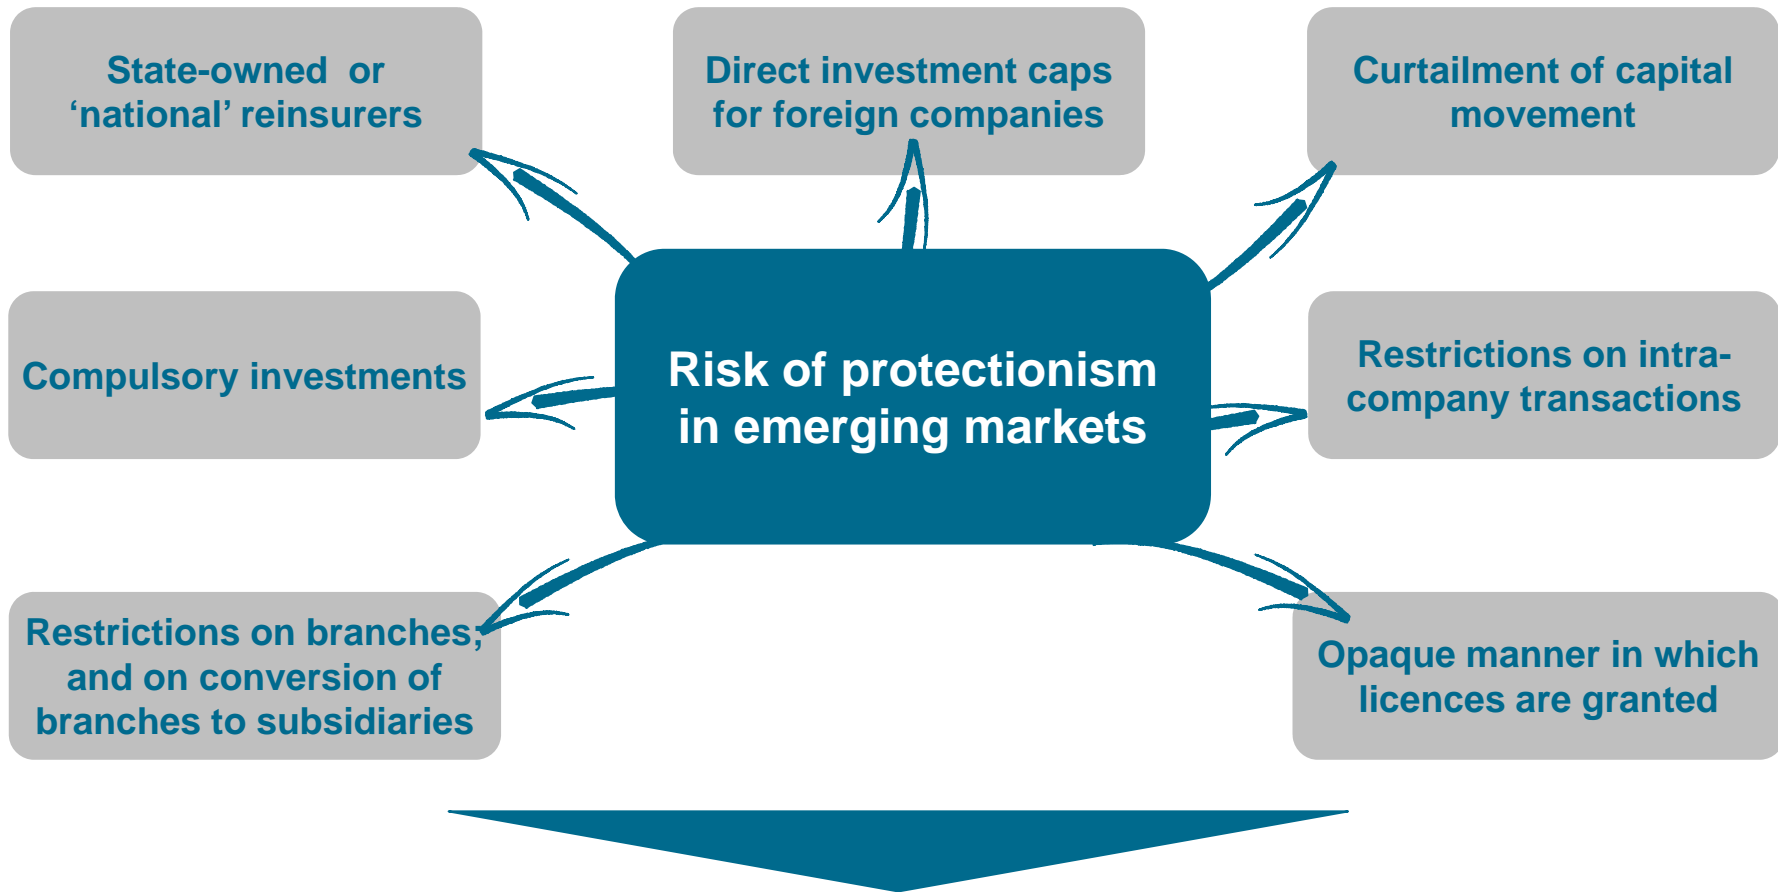 State-owned or
‘national’ reinsurers
Direct investment caps
for foreign companies
Curtailment of capital
movement
Compulsory investments
Risk of protectionism
in emerging markets
Restrictions on intra-
company transactions
Restrictions on branches;
and on conversion of
branches to subsidiaries
Opaque manner in which
licences are granted